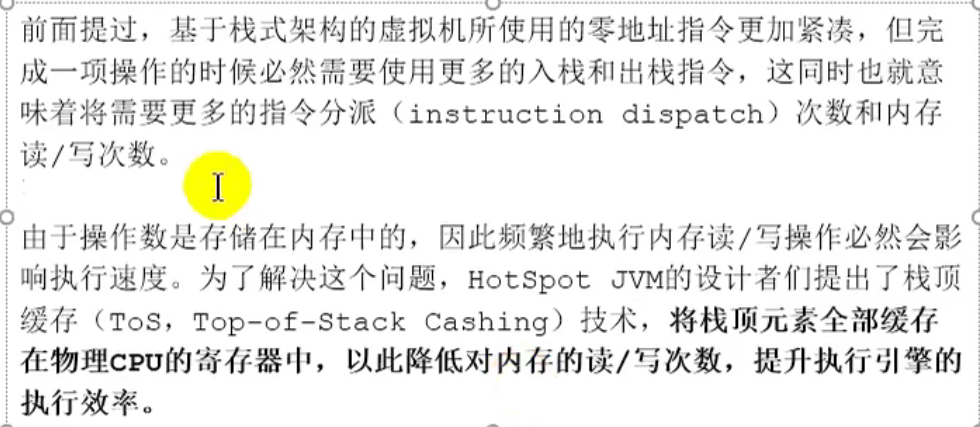 前面提过，基于栈式架构的虚拟机所使用的零地址指令更加紧凑，但完
成一项操作的时候必然需要使用更多的入栈和出栈指令，这同时也就意
味着将需要更多的指令分派（instruction dispatch）次数和内存
读/写次数。
由于操作数是存储在内存中的，因此频繁地执行内存读/写操作必然会影
响执行速度。为了解决这个问题，HotSpot JVM的设计者们提出了栈顶
缓存（ToS，Top-of-Stack Cashing）技术，将栈顶元素全部缓存
在物理CPU的寄存器中，以此降低对内存的读/写次数，提升执行引擎的
执行效率。